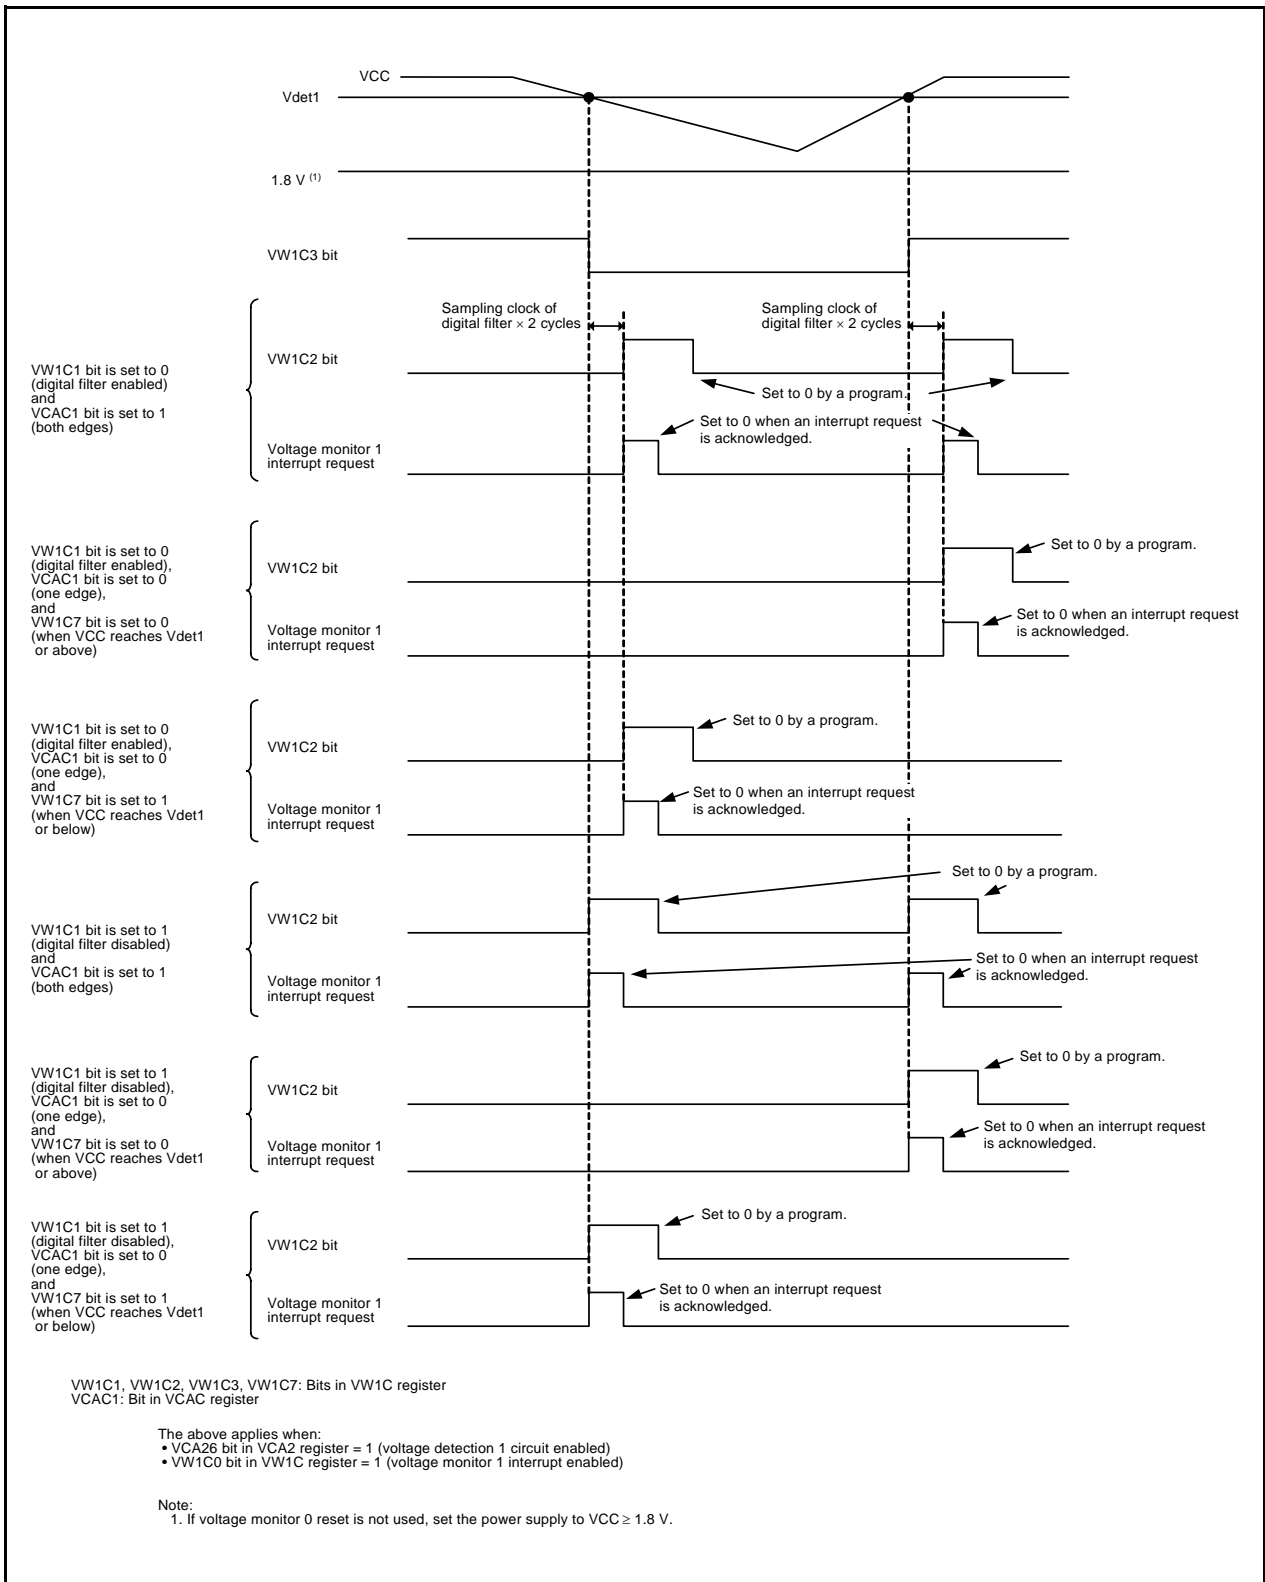 VCC
Vdet1
1.8 V (1)
VW1C3 bit
Sampling clock of
digital filter × 2 cycles
Sampling clock of
digital filter × 2 cycles
VW1C1 bit is set to 0
(digital filter enabled)
and
VCAC1 bit is set to 1
(both edges)
VW1C2 bit
Set to 0 by a program.
Set to 0 when an interrupt request
is acknowledged.
Voltage monitor 1
interrupt request
VW1C1 bit is set to 0
(digital filter enabled),
VCAC1 bit is set to 0
(one edge),
and
VW1C7 bit is set to 0
(when VCC reaches Vdet1
or above)
VW1C2 bit
Set to 0 by a program.
Voltage monitor 1
interrupt request
Set to 0 when an interrupt request
is acknowledged.
VW1C1 bit is set to 0
(digital filter enabled),
VCAC1 bit is set to 0
(one edge),
and
VW1C7 bit is set to 1
(when VCC reaches Vdet1
or below)
VW1C2 bit
Set to 0 by a program.
Voltage monitor 1
interrupt request
Set to 0 when an interrupt request
is acknowledged.
VW1C1 bit is set to 1
(digital filter disabled)
and
VCAC1 bit is set to 1
(both edges)
VW1C2 bit
Set to 0 by a program.
Voltage monitor 1
interrupt request
Set to 0 when an interrupt request
is acknowledged.
VW1C1 bit is set to 1
(digital filter disabled),
VCAC1 bit is set to 0
(one edge),
and
VW1C7 bit is set to 0
(when VCC reaches Vdet1
or above)
VW1C2 bit
Set to 0 by a program.
Voltage monitor 1
interrupt request
Set to 0 when an interrupt request
is acknowledged.
VW1C1 bit is set to 1
(digital filter disabled),
VCAC1 bit is set to 0
(one edge),
and
VW1C7 bit is set to 1
(when VCC reaches Vdet1
or below)
VW1C2 bit
Set to 0 by a program.
Voltage monitor 1
interrupt request
Set to 0 when an interrupt request
is acknowledged.
VW1C1, VW1C2, VW1C3, VW1C7: Bits in VW1C register
VCAC1: Bit in VCAC register
The above applies when:
• VCA26 bit in VCA2 register = 1 (voltage detection 1 circuit enabled)
• VW1C0 bit in VW1C register = 1 (voltage monitor 1 interrupt enabled)
Note:
1. If voltage monitor 0 reset is not used, set the power supply to VCC ≥ 1.8 V.